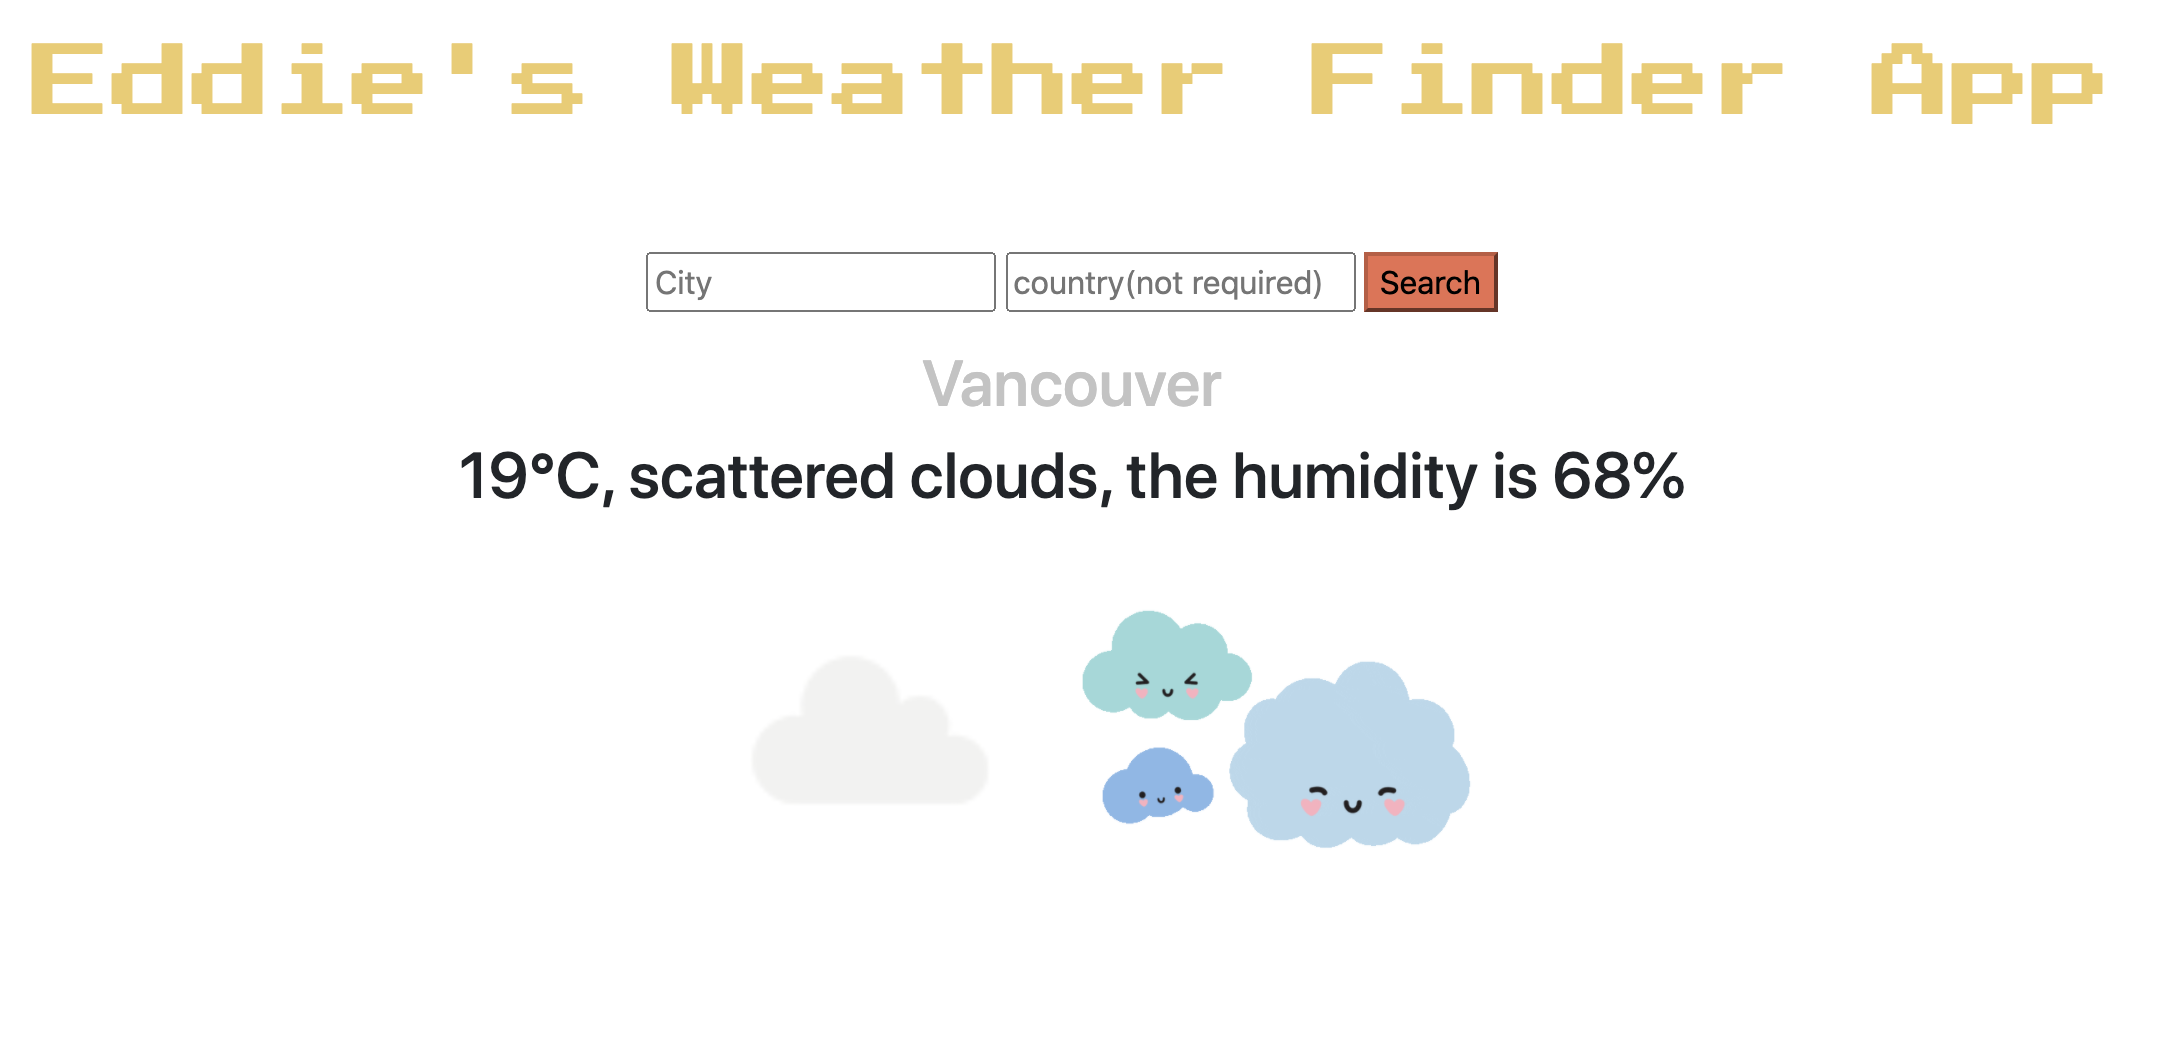 Eddie's Weather Finder App
City country(not required) Search
Vancouver
19°C, scattered clouds, the humidity is 68%